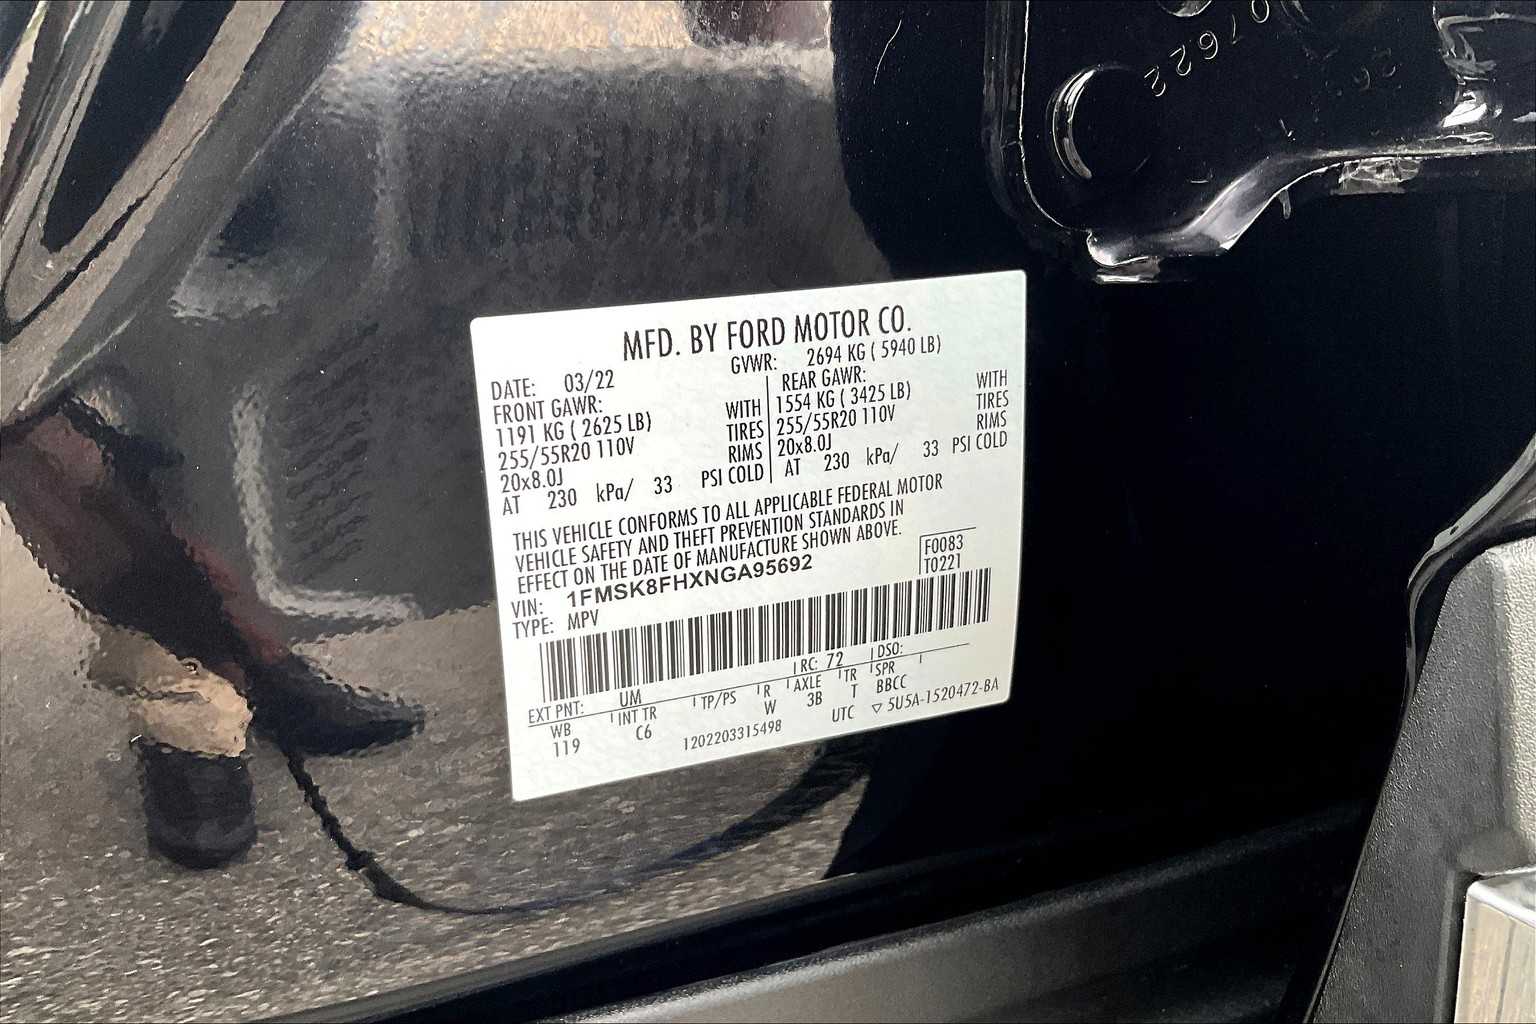 07622
MFD. BY FORD MOTOR CO.
DATE: 03/22 GVWR: 2694 KG ( 5940 LB)
FRONT GAWR: REAR GAWR:
1191 KG ( 2625 LB) WITH 1554 KG ( 3425 LB) WITH
255/55R20 110V TIRES 255/55R20 110V TIRES
20x8.0J RIMS 20x8.0J RIMS
AT 230 kPa/ 33 PSI COLD AT 230 kPa/ 33 PSI COLD
THIS VEHICLE CONFORMS TO ALL APPLICABLE FEDERAL MOTOR
VEHICLE SAFETY AND THEFT PREVENTION STANDARDS IN
EFFECT ON THE DATE OF MANUFACTURE SHOWN ABOVE.
F0083
T0221
VIN: 1FMSK8FHXNGA95692
TYPE: MPV
EXT PNT: UM RC: 72 DSO:
WB INT TR TP/PS R AXLE TR SPR
119 C6 W 3B T BBCC
1202203315498 UTC ▽ 5U5A-1520472-BA